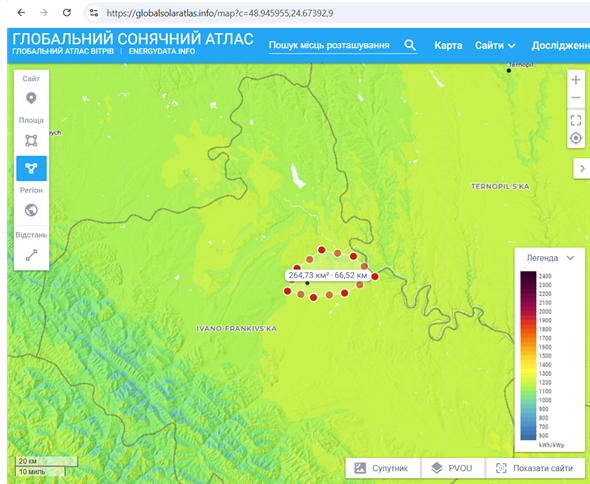 https://globalsolaratlas.info/map?c=48.945955,24.67392,9
ГЛОБАЛЬНИЙ СОНЯЧНИЙ АТЛАС
ГЛОБАЛЬНИЙ АТЛАС ВІТРІВ | ENERGYDATA.INFO
Пошук місць розташування
Карта
Сайти
Дослідженн
Сайт
Площа
Регіон
Відстань
ych
Ternopil
TERNOPIL'S'KA
264,73 км² · 66,52 км
IVANO-FRANKIVS'KA
Легенда
2400
2300
2200
2100
2000
1900
1800
1700
1600
1500
1400
1300
1200
1100
1000
900
800
700
600
kWh/kWp
20 км
10 миль
Супутник
PVOU
Показати сайти